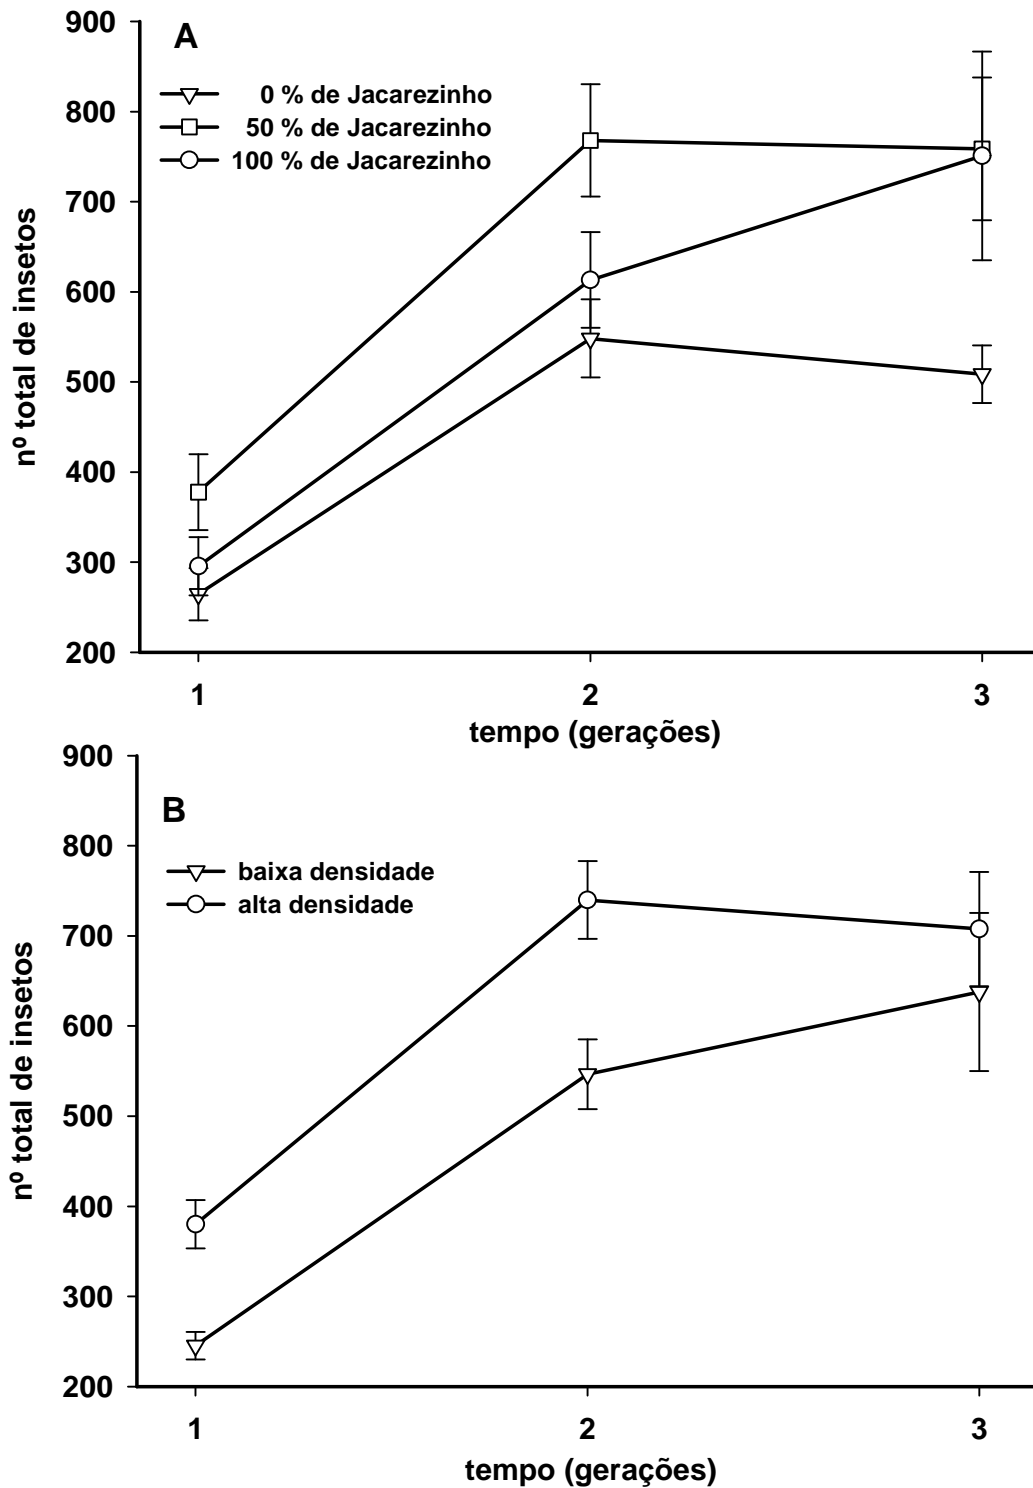 A
0 % de Jacarezinho
50 % de Jacarezinho
100 % de Jacarezinho
900
800
700
600
500
400
300
200
nº total de insetos
1 2 3
tempo (gerações)
B
baixa densidade
alta densidade
900
800
700
600
500
400
300
200
nº total de insetos
1 2 3
tempo (gerações)